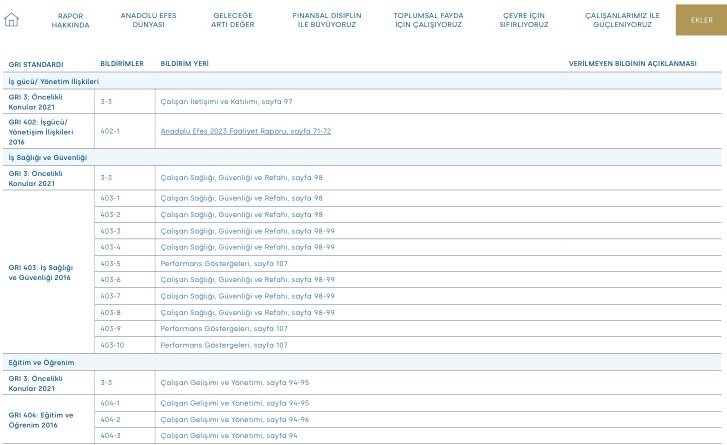 RAPOR HAKKINDA
ANADOLU EFES DÜNYASI
GELECEĞE ARTI DEĞER
FİNANSAL DİSİPLİN İLE BÜYÜYORUZ
TOPLUMSAL FAYDA İÇİN ÇALIŞIYORUZ
ÇEVRE İÇİN SIFIRLIYORUZ
ÇALIŞANLARIMIZ İLE GÜÇLENİYORUZ
EKLER
GRI STANDARDI BİLDİRİMLER BİLDİRİM YERİ VERİLMEYEN BİLGİNİN AÇIKLAMASI
İş gücü/ Yönetim İlişkileri
GRI 3: Öncelikli Konular 2021 3-3 Çalışan İletişimi ve Katılımı, sayfa 97
GRI 402: İşgücü/ Yönetişim İlişkileri 2016 402-1 Anadolu Efes 2023 Faaliyet Raporu, sayfa 71-72
İş Sağlığı ve Güvenliği
GRI 3: Öncelikli Konular 2021 3-3 Çalışan Sağlığı, Güvenliği ve Refahı, sayfa 98
GRI 403: İş Sağlığı ve Güvenliği 2016
403-1 Çalışan Sağlığı, Güvenliği ve Refahı, sayfa 98
403-2 Çalışan Sağlığı, Güvenliği ve Refahı, sayfa 98
403-3 Çalışan Sağlığı, Güvenliği ve Refahı, sayfa 98-99
403-4 Çalışan Sağlığı, Güvenliği ve Refahı, sayfa 98-99
403-5 Performans Göstergeleri, sayfa 107
403-6 Çalışan Sağlığı, Güvenliği ve Refahı, sayfa 98-99
403-7 Çalışan Sağlığı, Güvenliği ve Refahı, sayfa 98-99
403-8 Çalışan Sağlığı, Güvenliği ve Refahı, sayfa 98-99
403-9 Performans Göstergeleri, sayfa 107
403-10 Performans Göstergeleri, sayfa 107
Eğitim ve Öğrenim
GRI 3: Öncelikli Konular 2021 3-3 Çalışan Gelişimi ve Yönetimi, sayfa 94-95
GRI 404: Eğitim ve Öğrenim 2016
404-1 Çalışan Gelişimi ve Yönetimi, sayfa 94-95
404-2 Çalışan Gelişimi ve Yönetimi, sayfa 94-96
404-3 Çalışan Gelişimi ve Yönetimi, sayfa 94